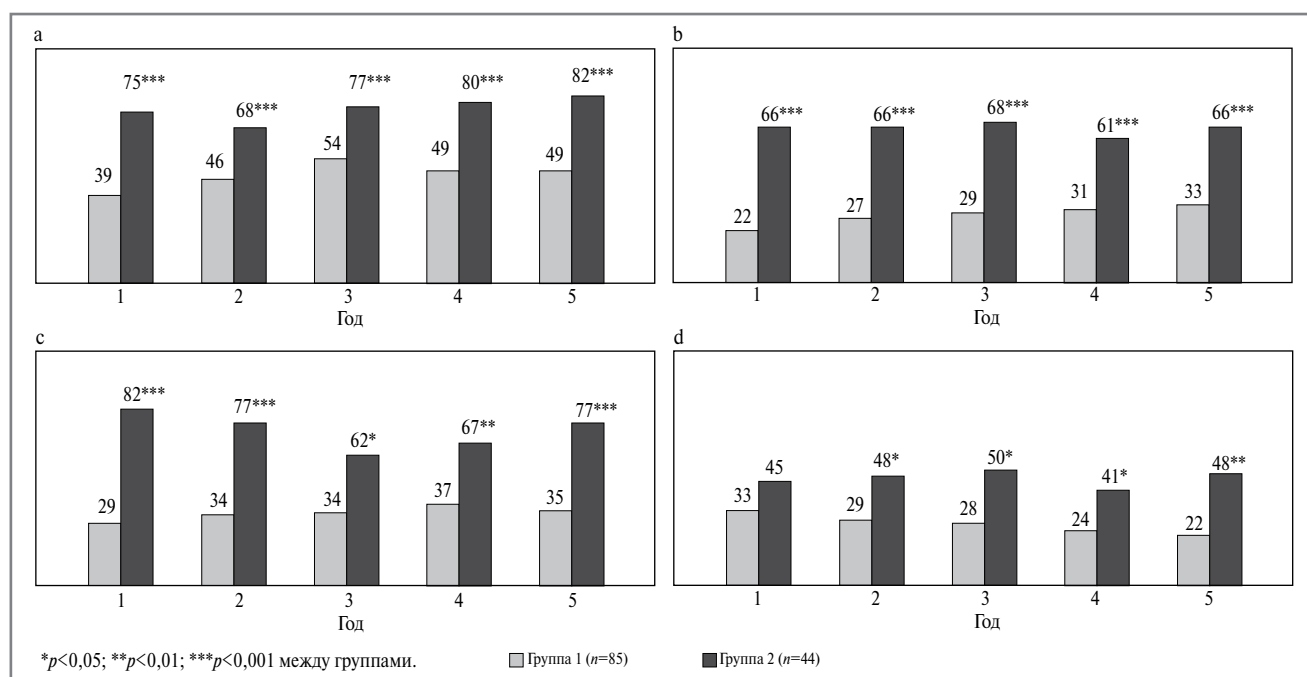 a
75***
68***
77***
80***
82***
39
46
54
49
49
1 2 3 4 5
Год
b
66***
66***
68***
61***
66***
22
27
29
31
33
1 2 3 4 5
Год
c
82***
77***
62*
67**
77***
29
34
34
37
35
1 2 3 4 5
Год
d
45
48*
50*
41*
48**
33
29
28
24
22
1 2 3 4 5
Год
*p<0,05; **p<0,01; ***p<0,001 между группами.
Группа 1 (n=85)
Группа 2 (n=44)